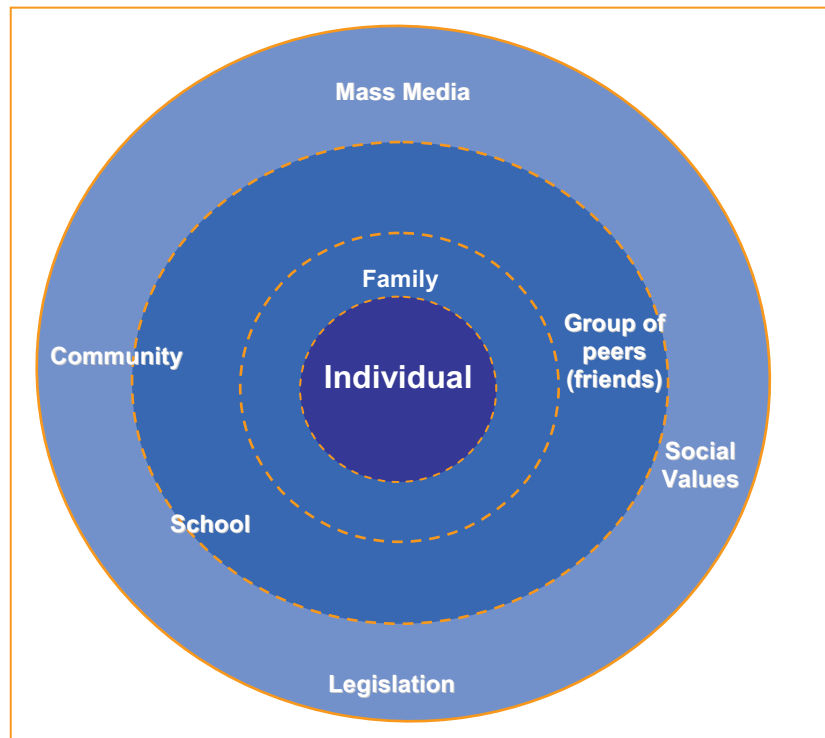 Mass Media
Family
Group of
peers
(friends)
Community
Individual
Social
Values
School
Legislation